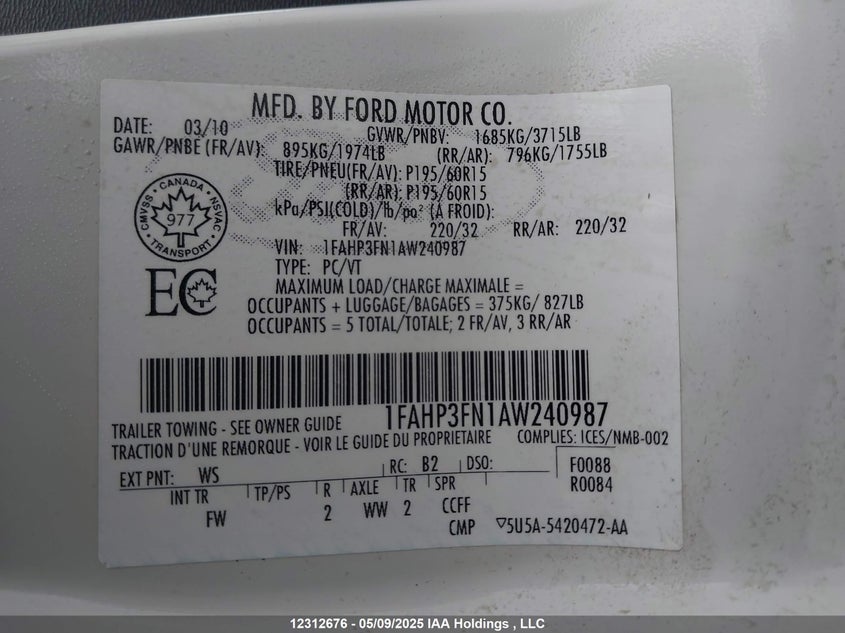 MFD. BY FORD MOTOR CO.
DATE: 03/10 GVWR/PNBV: 1685KG/3715LB
GAWR/PNBE (FR/AV): 895KG/1974LB (RR/AR): 796KG/1755LB
TIRE/PNEU(FR/AV): P195/60R15
(RR/AR): P195/60R15
kPa/PSI(COLD)/lb/po² (À FROID):
FR/AV: 220/32 RR/AR: 220/32
CMVSS • CANADA • NSVAC • TRANSPORT •
977
VIN: 1FAHP3FN1AW240987
TYPE: PC/VT
EC
MAXIMUM LOAD/CHARGE MAXIMALE =
OCCUPANTS + LUGGAGE/BAGAGES = 375KG/ 827LB
OCCUPANTS = 5 TOTAL/TOTALE; 2 FR/AV, 3 RR/AR
1FAHP3FN1AW240987
TRAILER TOWING - SEE OWNER GUIDE
TRACTION D'UNE REMORQUE - VOIR LE GUIDE DU PROPRIETAIRE COMPLIES: ICES/NMB-002
EXT PNT: WS RC: B2 DSO: F0088
INT TR TP/PS R AXLE TR SPR R0084
FW 2 WW 2 CCFF
CMP ▽5U5A-5420472-AA
12312676 - 05/09/2025 IAA Holdings , LLC